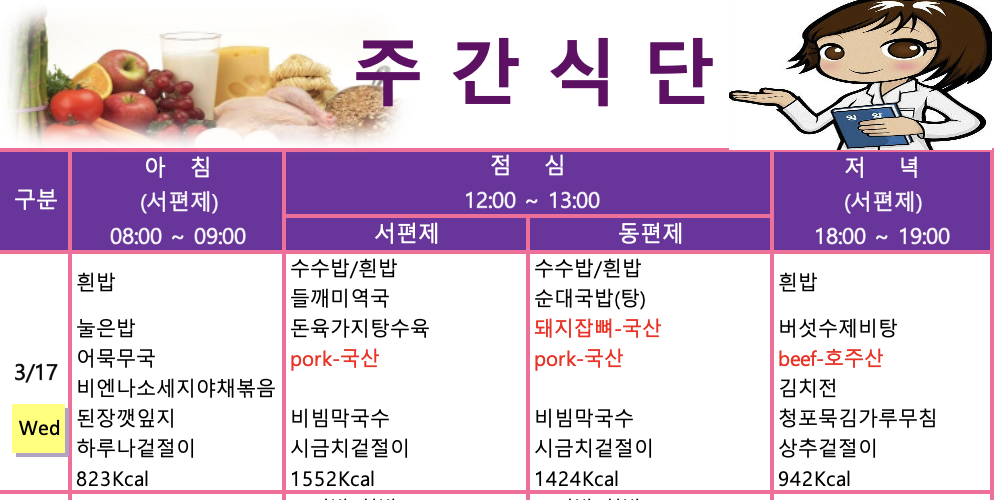 주간식단
구분
아 침
(서편제)
08:00 ~ 09:00
점 심
12:00 ~ 13:00
서편제
동편제
저 녁
(서편제)
18:00 ~ 19:00
3/17
Wed
흰밥
눌은밥
어묵무국
비엔나소세지야채볶음
된장깻잎지
하루나겉절이
823Kcal
수수밥/흰밥
들깨미역국
돈육가지탕수육
pork-국산
비빔막국수
시금치겉절이
1552Kcal
수수밥/흰밥
순대국밥(탕)
돼지잡뼈-국산
pork-국산
비빔막국수
시금치겉절이
1424Kcal
흰밥
버섯수제비탕
beef-호주산
김치전
청포묵김가루무침
상추겉절이
942Kcal